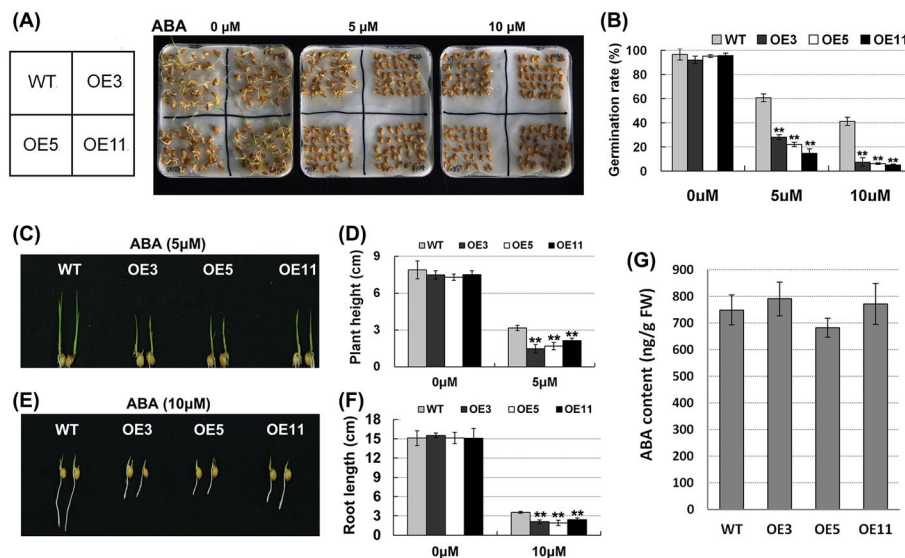 (A)
ABA
0 μM
5 μM
10 μM
WT
OE3
OE5
OE11
(B)
WT
OE3
OE5
OE11
Germination rate (%)
100
80
60
40
20
0
**
**
**
**
**
**
0uM
5uM
10uM
(C)
ABA (5μM)
WT
OE3
OE5
OE11
(D)
WT
OE3
OE5
OE11
Plant height (cm)
9
6
3
0
**
**
**
0μM
5μM
(E)
ABA (10μM)
WT
OE3
OE5
OE11
(F)
WT
OE3
OE5
OE11
Root length (cm)
18
15
12
9
6
3
0
**
**
**
0μM
10μM
(G)
ABA content (ng/g FW)
900
800
700
600
500
400
300
200
100
0
WT
OE3
OE5
OE11